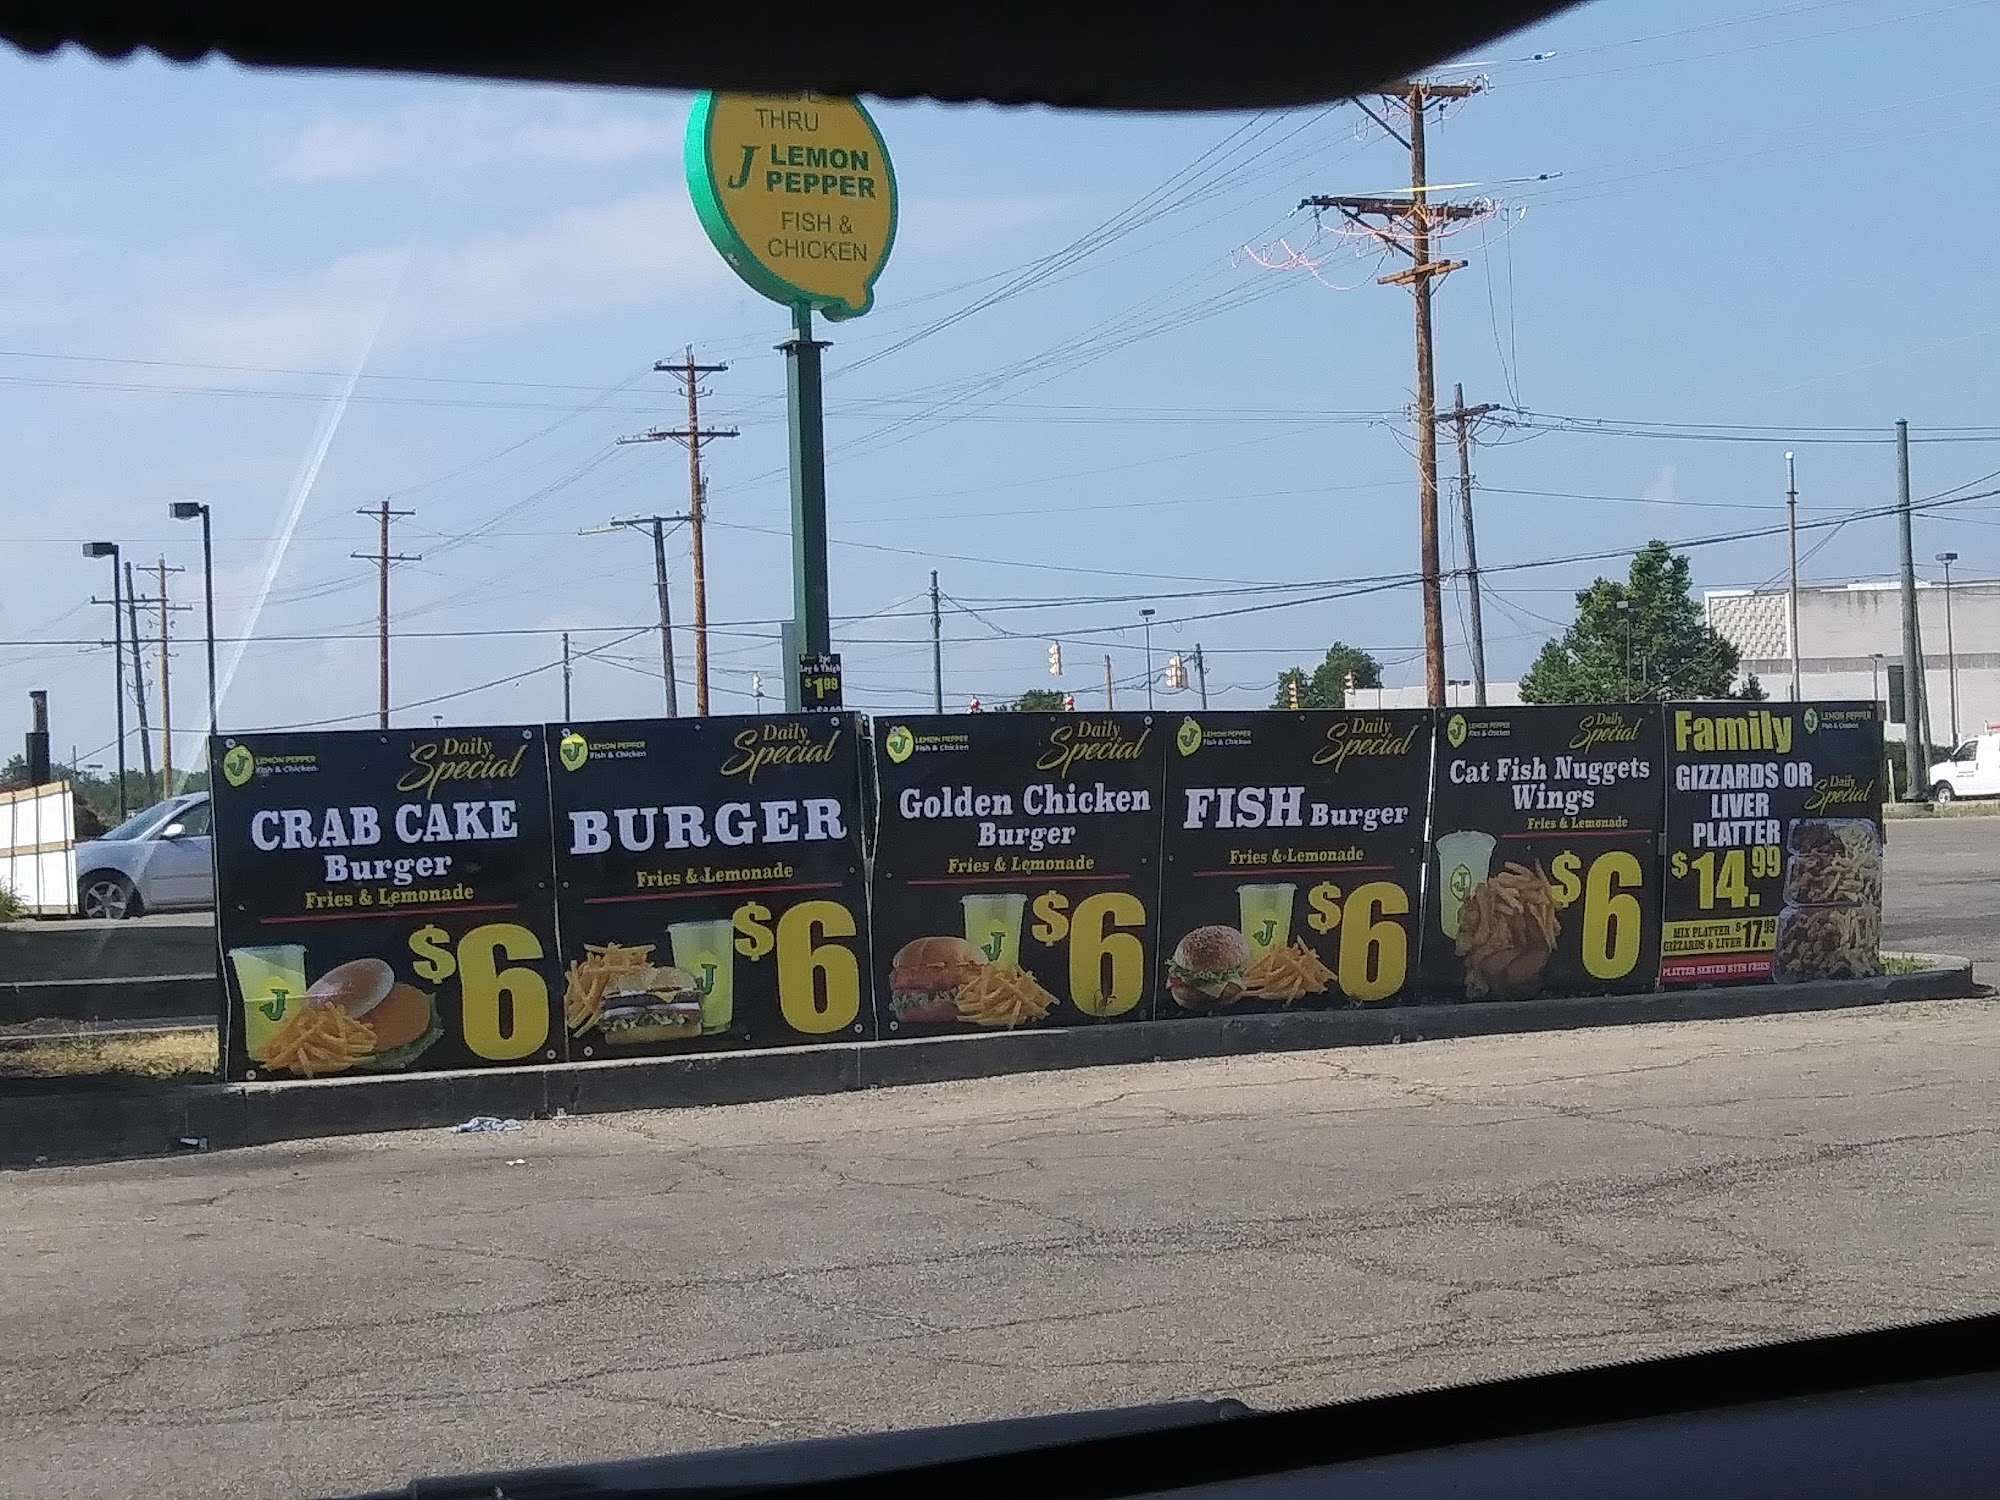 THRU
J LEMON
PEPPER
FISH &
CHICKEN
Leg & Thigh
$1.09
LEMON PEPPER
Fish & Chicken
Daily
Special
CRAB CAKE
Burger
Fries & Lemonade
$6
J
LEMON PEPPER
Fish & Chicken
Daily
Special
BURGER
Fries & Lemonade
$6
J
LEMON PEPPER
Fish & Chicken
Daily
Special
Golden Chicken
Burger
Fries & Lemonade
$6
J
LEMON PEPPER
Fish & Chicken
Daily
Special
FISH Burger
Fries & Lemonade
$6
J
LEMON PEPPER
Fish & Chicken
Daily
Special
Cat Fish Nuggets
Wings
Fries & Lemonade
$6
J
LEMON PEPPER
Fish & Chicken
Family
GIZZARDS OR
LIVER
PLATTER
Daily
Special
$14.99
MIX PLATTER
GIZZARDS & LIVER
$17.99
PLATTER SERVED WITH FRIES